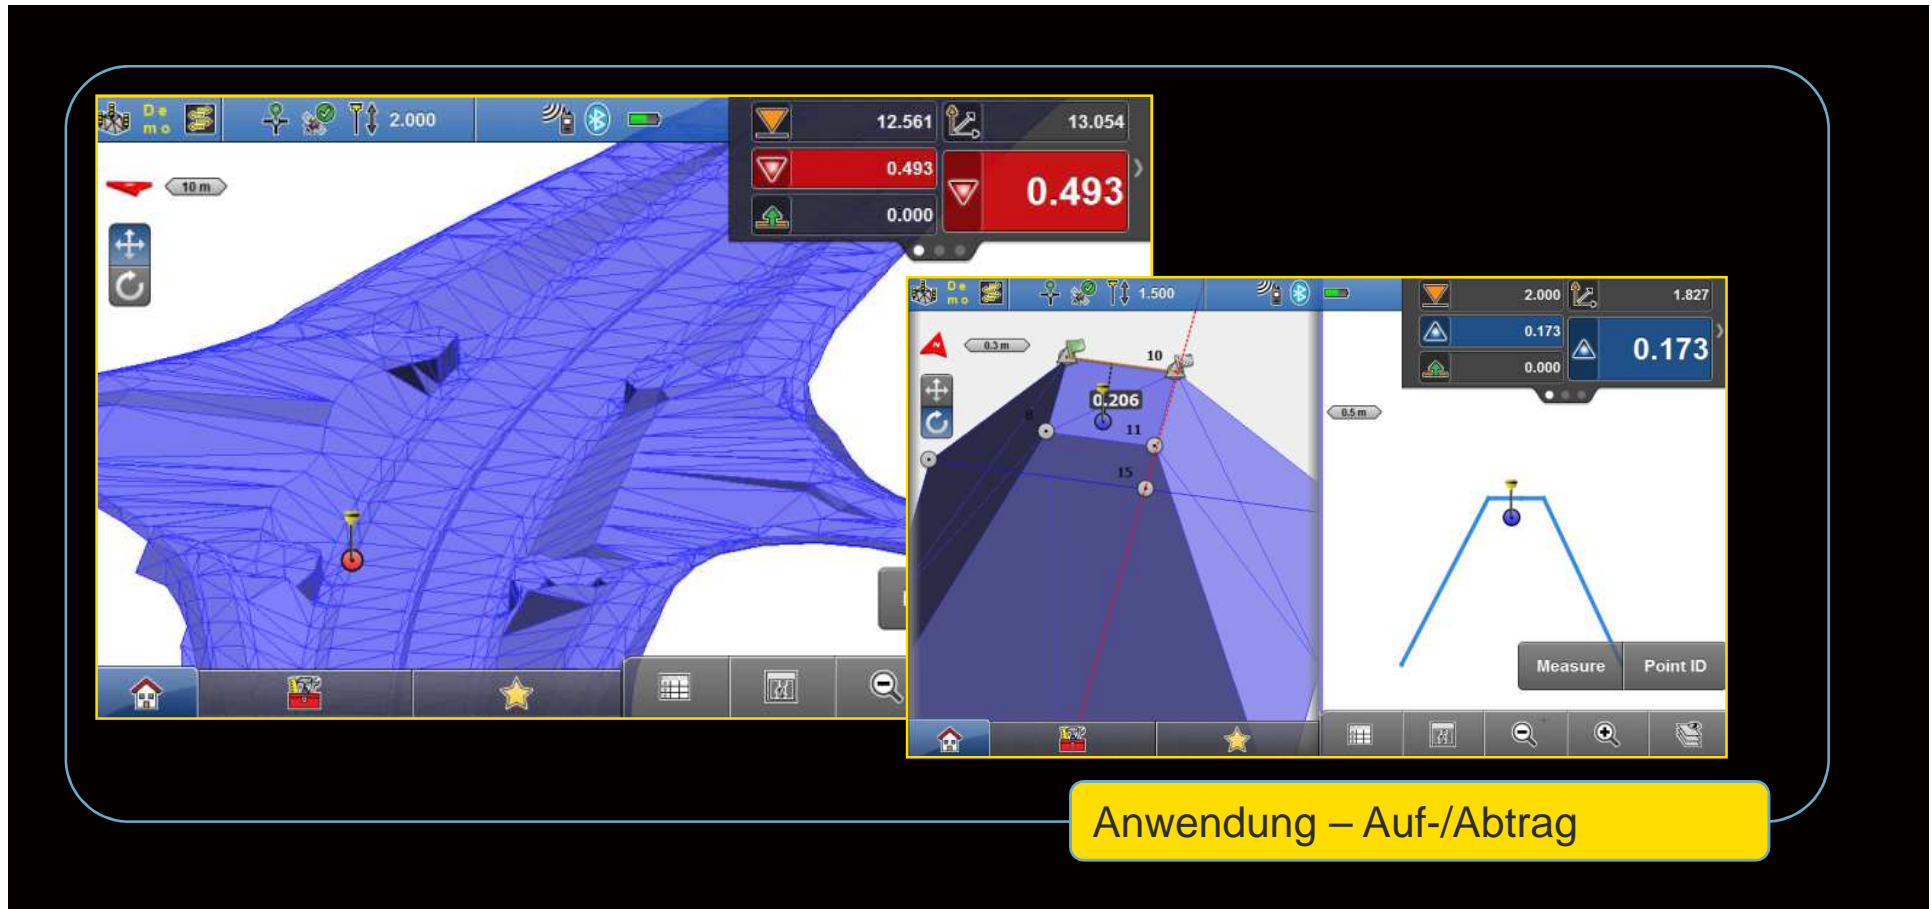 De
mo
2.000
12.561
13.054
0.493
0.493
0.000
10 m
De
mo
1.500
2.000
1.827
0.173
0.173
0.000
N
0.3 m
10
0.206
8
11
15
0.5 m
Measure
Point ID
Anwendung – Auf-/Abtrag